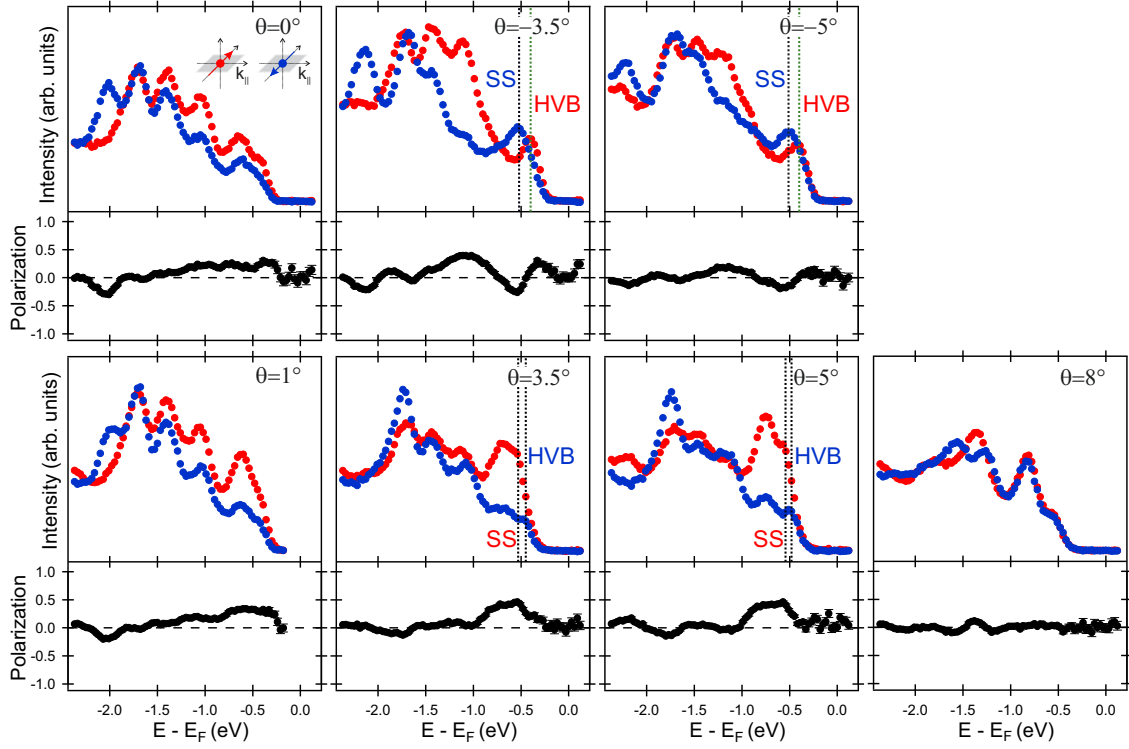 θ=0° θ=−3.5° θ=−5°
k|| k||
SS HVB SS HVB
Intensity (arb. units)
1.0
0.5
0.0
-0.5
-1.0
Polarization
θ=1° θ=3.5° θ=5° θ=8°
HVB HVB
SS SS
Intensity (arb. units)
1.0
0.5
0.0
-0.5
-1.0
Polarization
-2.0 -1.5 -1.0 -0.5 0.0 -2.0 -1.5 -1.0 -0.5 0.0 -2.0 -1.5 -1.0 -0.5 0.0 -2.0 -1.5 -1.0 -0.5 0.0
E - EF (eV) E - EF (eV) E - EF (eV) E - EF (eV)